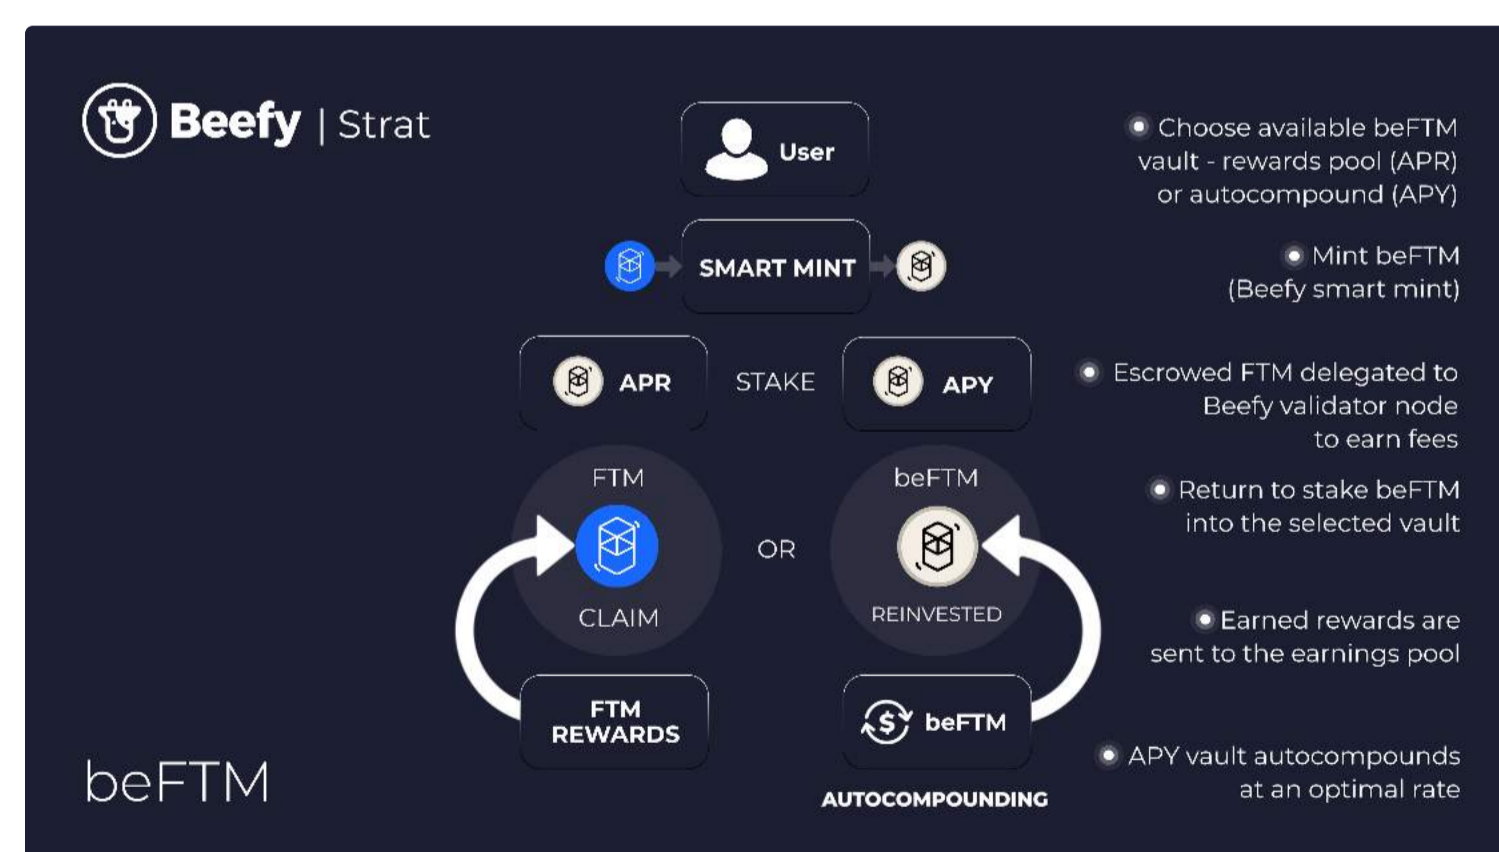 Beefy | Strat
User
Choose available beFTM
vault - rewards pool (APR)
or autocompound (APY)
SMART MINT
Mint beFTM
(Beefy smart mint)
APR
STAKE
APY
Escrowed FTM delegated to
Beefy validator node
to earn fees
FTM
CLAIM
OR
beFTM
REINVESTED
Return to stake beFTM
into the selected vault
Earned rewards are
sent to the earnings pool
FTM
REWARDS
$ beFTM
AUTOCOMPOUNDING
APY vault autocompounds
at an optimal rate
beFTM